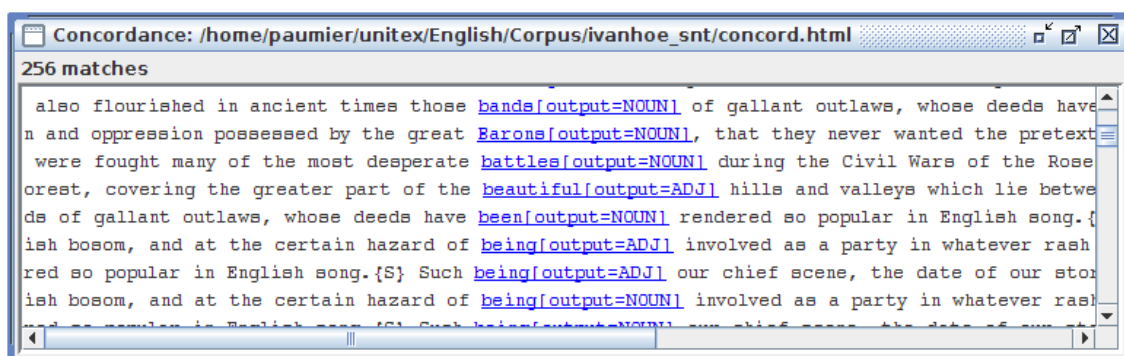 Concordance: /home/paumier/unitex/English/Corpus/ivanhoe_snt/concord.html
256 matches
also flourished in ancient times those bands[output=NOUN] of gallant outlaws, whose deeds have
n and oppression possessed by the great Barons[output=NOUN], that they never wanted the pretext
were fought many of the most desperate battles[output=NOUN] during the Civil Wars of the Rose
orest, covering the greater part of the beautiful[output=ADJ] hills and valleys which lie betwe
ds of gallant outlaws, whose deeds have been[output=NOUN] rendered so popular in English song.{
ish bosom, and at the certain hazard of being[output=ADJ] involved as a party in whatever rash
red so popular in English song.{S} Such being[output=ADJ] our chief scene, the date of our stor
ish bosom, and at the certain hazard of being[output=NOUN] involved as a party in whatever rash